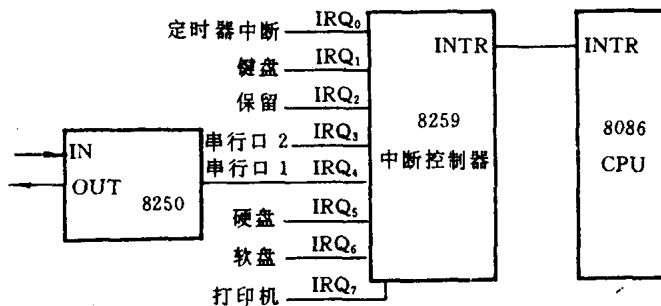 定时器中断 IRQ₀
键盘 IRQ₁
保留 IRQ₂
串行口 2 IRQ₃
串行口 1 IRQ₄
硬盘 IRQ₅
软盘 IRQ₆
打印机 IRQ₇
IN
OUT
8250
INTR
8259
中断控制器
INTR
8086
CPU